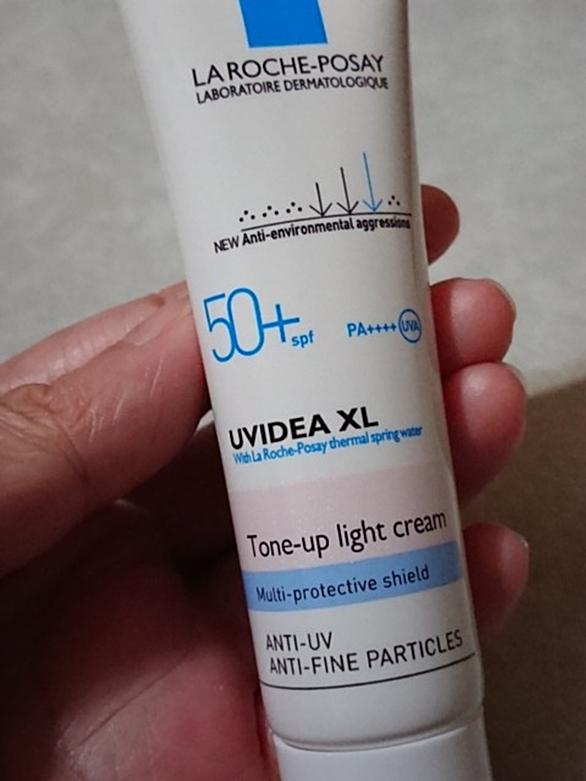 LA ROCHE-POSAY
LABORATOIRE DERMATOLOGIQUE
NEW Anti-environmental aggressions
50+ spf PA++++ UVA
UVIDEA XL
With La Roche-Posay thermal spring water
Tone-up light cream
Multi-protective shield
ANTI-UV
ANTI-FINE PARTICLES